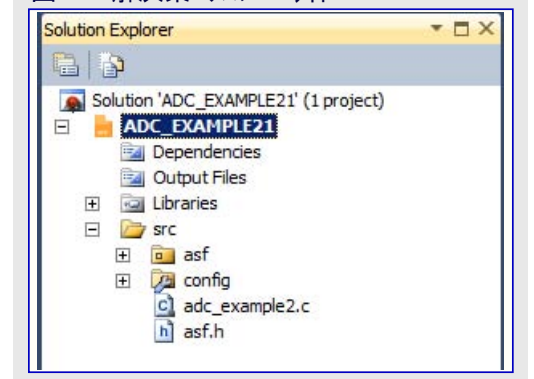 Solution Explorer
Solution 'ADC_EXAMPLE21' (1 project)
ADC_EXAMPLE21
Dependencies
Output Files
Libraries
src
asf
config
adc_example2.c
asf.h